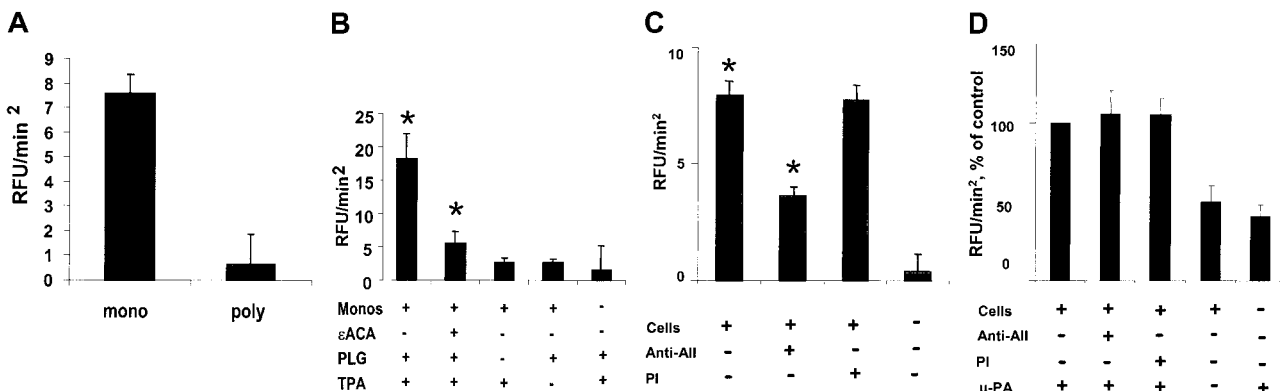 A
RFU/min 2
9
8
7
6
5
4
3
2
1
0
mono poly
B
RFU/min2
25
20
15
10
5
0
*
*
Monos + + + + -
εACA - + - - -
PLG + + - + +
TPA + + + - +
C
RFU/min2
10
5
0
*
*
Cells + + + -
Anti-AII - + - -
PI - - + -
D
RFU/min2, % of control
150
100
50
0
Cells + + + + -
Anti-AII - + - - -
PI - - + - -
u-PA + + + - +